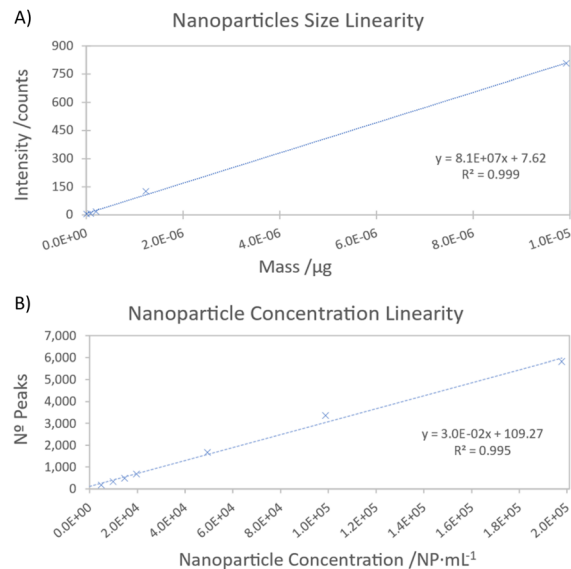 A)
Nanoparticles Size Linearity
900
750
600
450
300
150
0
Intensity /counts
y = 8.1E+07x + 7.62
R² = 0.999
0.0E+00
2.0E-06
4.0E-06
6.0E-06
8.0E-06
1.0E-05
Mass /µg
B)
Nanoparticle Concentration Linearity
7,000
6,000
5,000
4,000
3,000
2,000
1,000
0
Nº Peaks
y = 3.0E-02x + 109.27
R² = 0.995
0.0E+00
2.0E+04
4.0E+04
6.0E+04
8.0E+04
1.0E+05
1.2E+05
1.4E+05
1.6E+05
1.8E+05
2.0E+05
Nanoparticle Concentration /NP·mL⁻¹